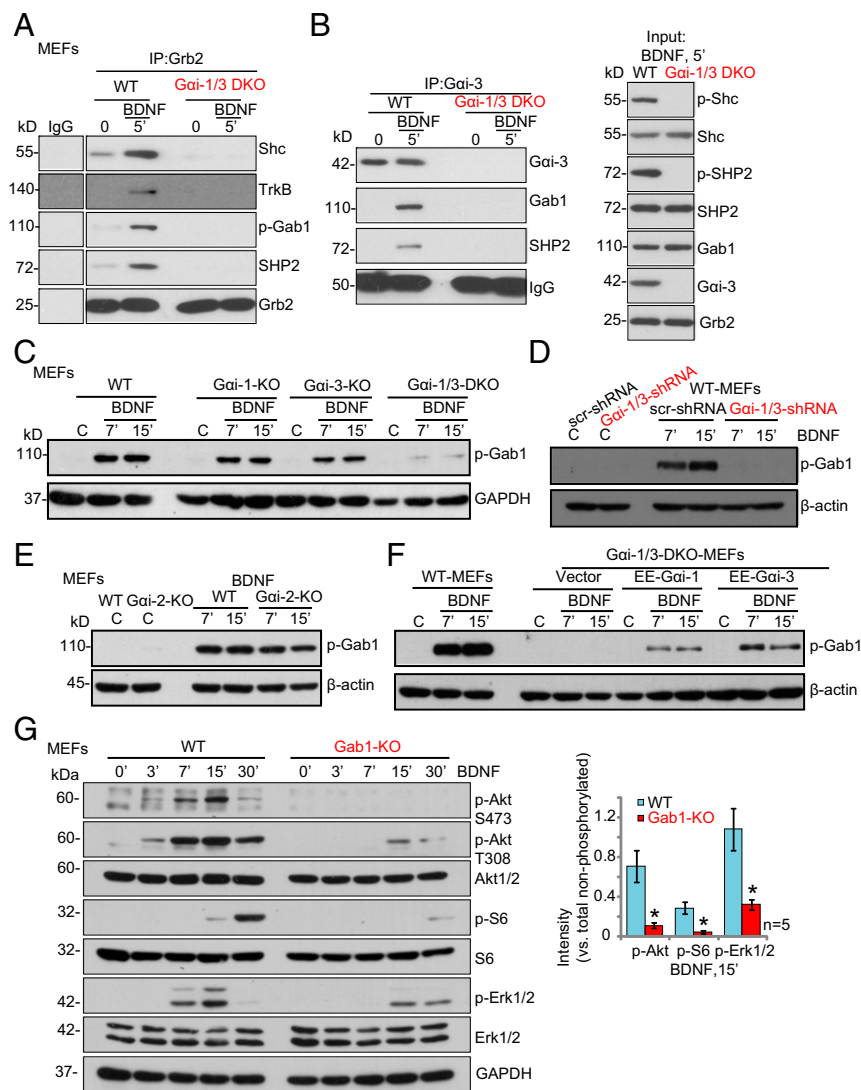 A
MEFs
IP:Grb2
WT
Gαi-1/3 DKO
BDNF
BDNF
kD
IgG
0
5'
0
5'
55-
Shc
140-
TrkB
110-
p-Gab1
72-
SHP2
25-
Grb2
B
IP:Gαi-3
WT
Gαi-1/3 DKO
BDNF
BDNF
kD
0
5'
0
5'
42-
Gαi-3
110-
Gab1
72-
SHP2
50-
IgG
Input:
BDNF, 5'
kD
WT
Gαi-1/3 DKO
55-
p-Shc
55-
Shc
72-
p-SHP2
72-
SHP2
110-
Gab1
42-
Gαi-3
25-
Grb2
C
MEFs
WT
Gαi-1-KO
Gαi-3-KO
Gαi-1/3-DKO
BDNF
BDNF
BDNF
BDNF
kD
C 7' 15'
C 7' 15'
C 7' 15'
C 7' 15'
110-
p-Gab1
37-
GAPDH
D
scr-shRNA
Gαi-1/3-shRNA
WT-MEFs
scr-shRNA
Gαi-1/3-shRNA
C C 7' 15' 7' 15' BDNF
p-Gab1
β-actin
E
MEFs
BDNF
WT Gαi-2-KO
WT
Gαi-2-KO
kD
C C 7' 15' 7' 15'
110-
p-Gab1
45-
β-actin
F
Gαi-1/3-DKO-MEFs
WT-MEFs
Vector
EE-Gαi-1
EE-Gαi-3
BDNF
BDNF
BDNF
BDNF
C 7' 15'
C 7' 15'
C 7' 15'
C 7' 15'
p-Gab1
β-actin
G
MEFs
WT
Gab1-KO
kDa
0' 3' 7' 15' 30'
0' 3' 7' 15' 30'
BDNF
60-
p-Akt
S473
60-
p-Akt
T308
60-
Akt1/2
32-
p-S6
32-
S6
42-
p-Erk1/2
42-
Erk1/2
37-
GAPDH
Intensity
(vs. total non-phosphorylated)
1.2
0.8
0.4
0
WT
Gab1-KO
*
*
*
n=5
p-Akt p-S6 p-Erk1/2
BDNF,15'